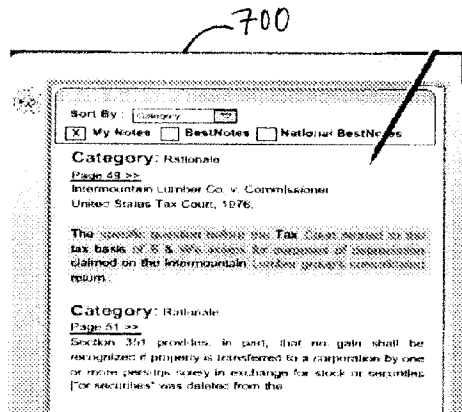 700
Sort By : Category
[X] My Notes [ ] BestNotes [ ] National BestNotes
Category: Rationale
Page 49 >>
Intermountain Lumber Co. v. Commissioner
United States Tax Court, 1976.
The specific question before the Tax Court related to the
tax basis of S & W's assets for purposes of depreciation
claimed on the Intermountain Lumber group's consolidated
return.
Category: Rationale
Page 51 >>
Section 351 provides, in part, that no gain shall be
recognized if property is transferred to a corporation by one
or more persons solely in exchange for stock or securities
["or securities" was deleted from the